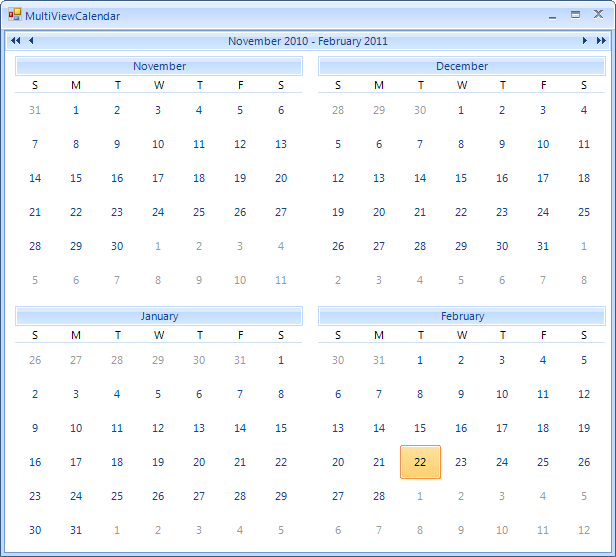 MultiViewCalendar
November 2010 - February 2011
November
S M T W T F S
31 1 2 3 4 5 6
7 8 9 10 11 12 13
14 15 16 17 18 19 20
21 22 23 24 25 26 27
28 29 30 1 2 3 4
5 6 7 8 9 10 11
December
S M T W T F S
28 29 30 1 2 3 4
5 6 7 8 9 10 11
12 13 14 15 16 17 18
19 20 21 22 23 24 25
26 27 28 29 30 31 1
2 3 4 5 6 7 8
January
S M T W T F S
26 27 28 29 30 31 1
2 3 4 5 6 7 8
9 10 11 12 13 14 15
16 17 18 19 20 21 22
23 24 25 26 27 28 29
30 31 1 2 3 4 5
February
S M T W T F S
30 31 1 2 3 4 5
6 7 8 9 10 11 12
13 14 15 16 17 18 19
20 21 22 23 24 25 26
27 28 1 2 3 4 5
6 7 8 9 10 11 12